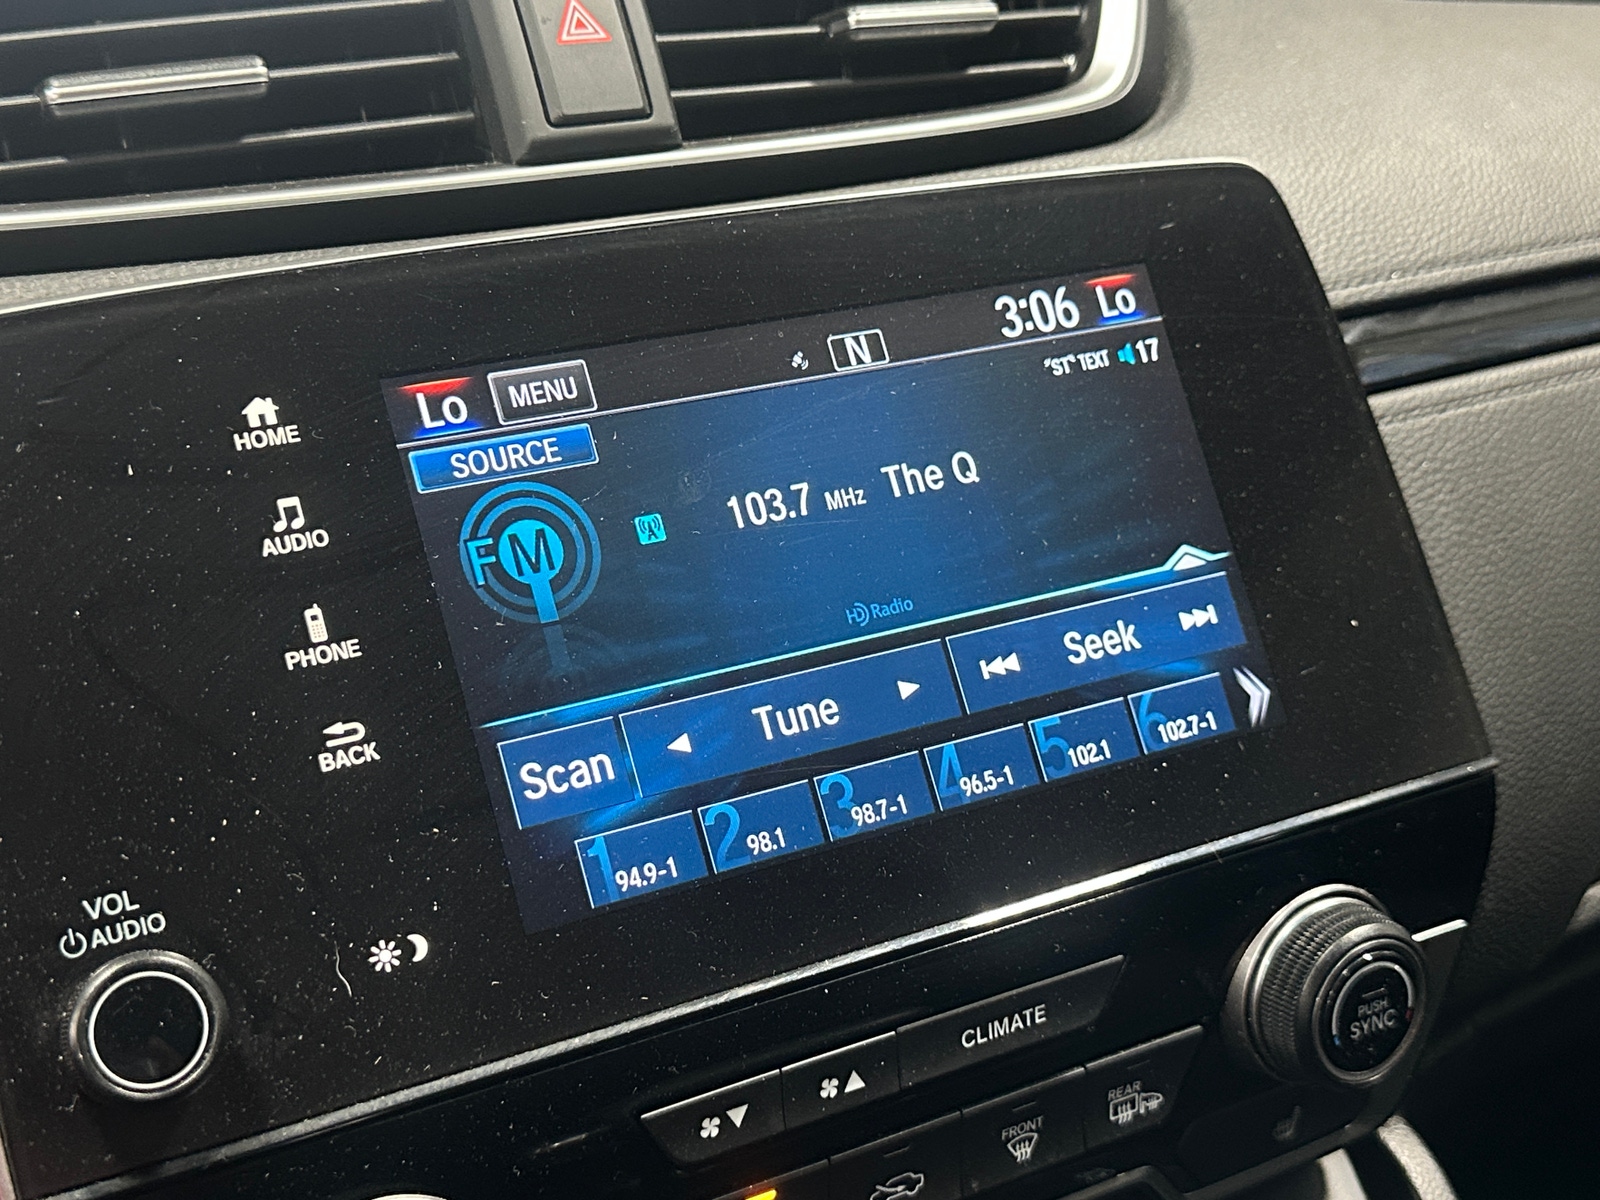 3:06 Lo
N
"ST" TEXT 17
Lo MENU
SOURCE
FM
103.7 MHz The Q
HD Radio
Scan
Tune
Seek
1 94.9-1
2 98.1
3 98.7-1
4 96.5-1
5 102.1
6 102.7-1
HOME
AUDIO
PHONE
BACK
VOL
AUDIO
CLIMATE
PUSH
SYNC
FRONT
REAR